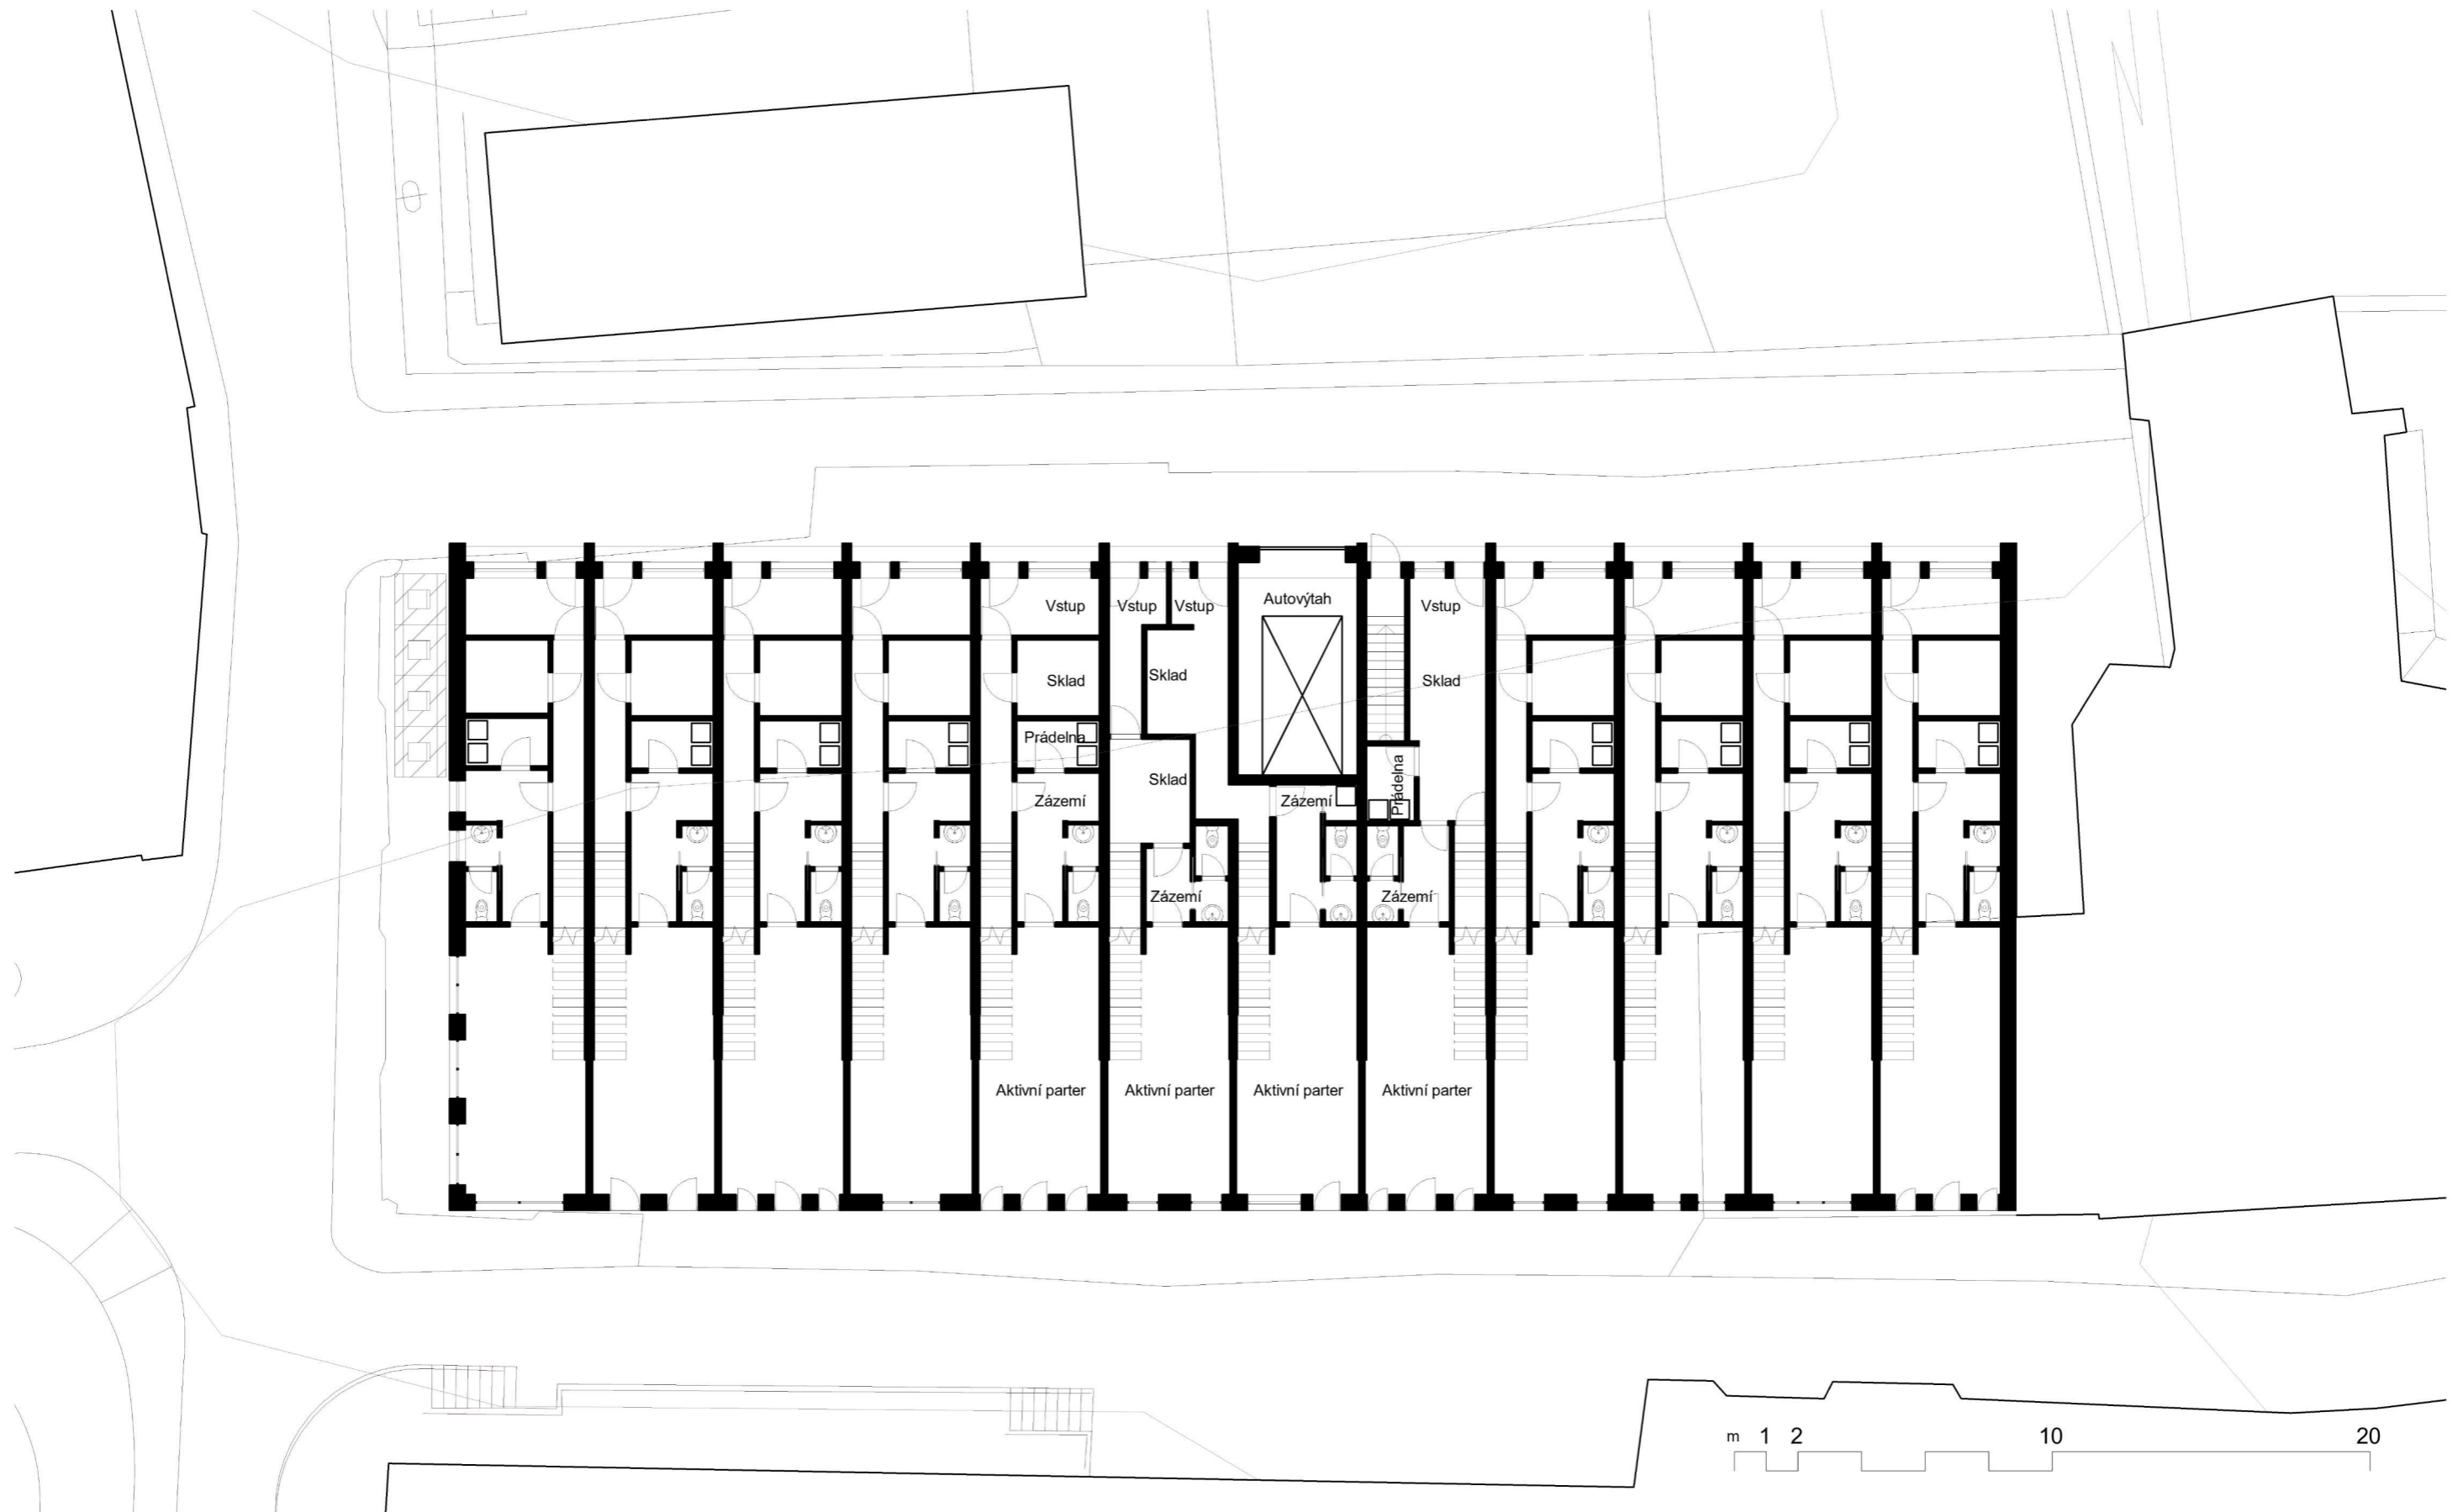 Autovýtah
Vstup
Vstup
Vstup
Vstup
Sklad
Sklad
Sklad
Prádelna
Sklad
Prádelna
Zázemí
Zázemí
Zázemí
Zázemí
Aktivní parter
Aktivní parter
Aktivní parter
Aktivní parter
m 1 2 10 20